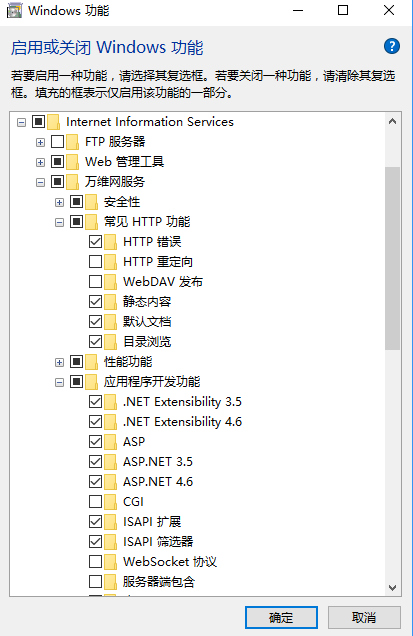 Windows 功能
启用或关闭 Windows 功能
?
若要启用一种功能，请选择其复选框。若要关闭一种功能，请清除其复选
框。填充的框表示仅启用该功能的一部分。
Internet Information Services
FTP 服务器
Web 管理工具
万维网服务
安全性
常见 HTTP 功能
HTTP 错误
HTTP 重定向
WebDAV 发布
静态内容
默认文档
目录浏览
性能功能
应用程序开发功能
.NET Extensibility 3.5
.NET Extensibility 4.6
ASP
ASP.NET 3.5
ASP.NET 4.6
CGI
ISAPI 扩展
ISAPI 筛选器
WebSocket 协议
服务器端包含
确定
取消